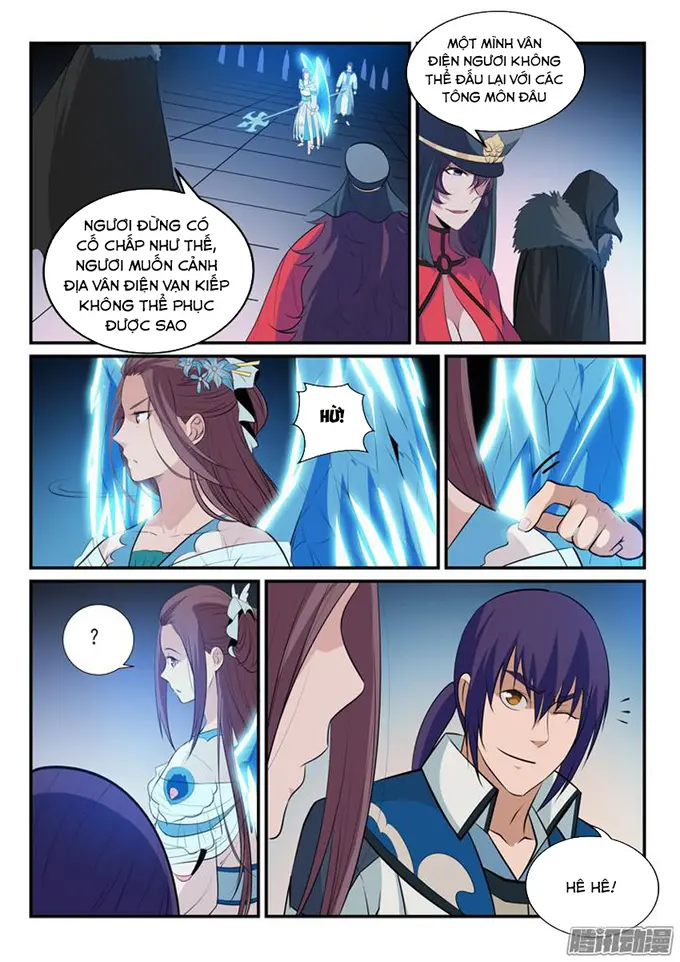 MỘT MÌNH VÂN
ĐIỆN NGƯƠI KHÔNG
THỂ ĐẤU LẠI VỚI CÁC
TÔNG MÔN ĐÂU
NGƯƠI ĐỪNG CÓ
CỐ CHẤP NHƯ THẾ,
NGƯƠI MUỐN CẢNH
ĐỊA VÂN ĐIỆN VẠN KIẾP
KHÔNG THỂ PHỤC
ĐƯỢC SAO
HỪ!
?
HÊ HÊ!
腾讯动漫